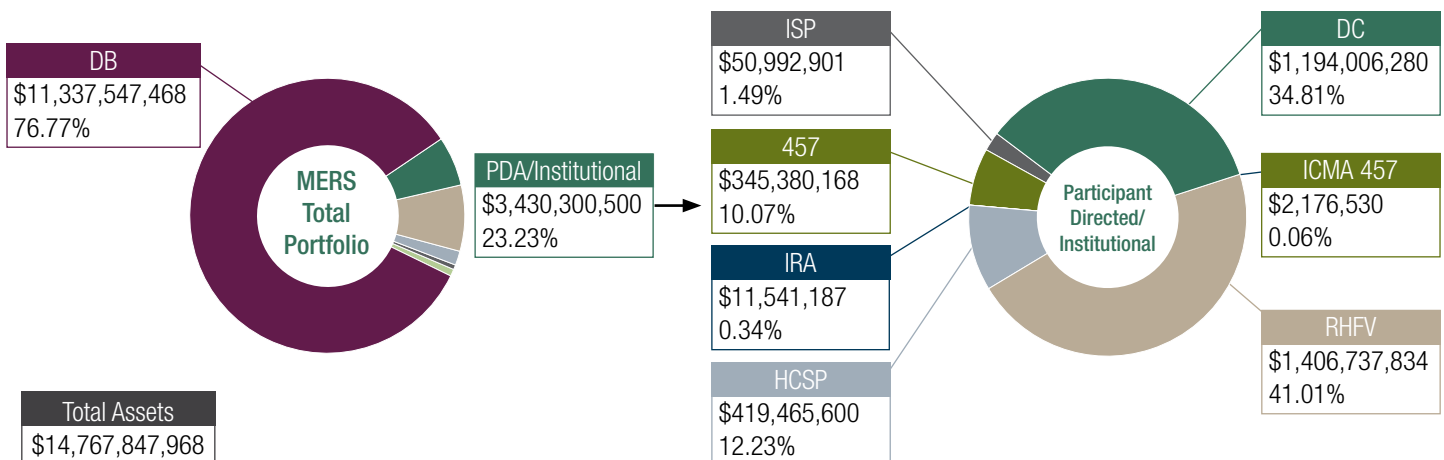 DB
$11,337,547,468
76.77%
MERS
Total
Portfolio
PDA/Institutional
$3,430,300,500
23.23%
Total Assets
$14,767,847,968
ISP
$50,992,901
1.49%
457
$345,380,168
10.07%
IRA
$11,541,187
0.34%
HCSP
$419,465,600
12.23%
Participant
Directed/
Institutional
DC
$1,194,006,280
34.81%
ICMA 457
$2,176,530
0.06%
RHFV
$1,406,737,834
41.01%